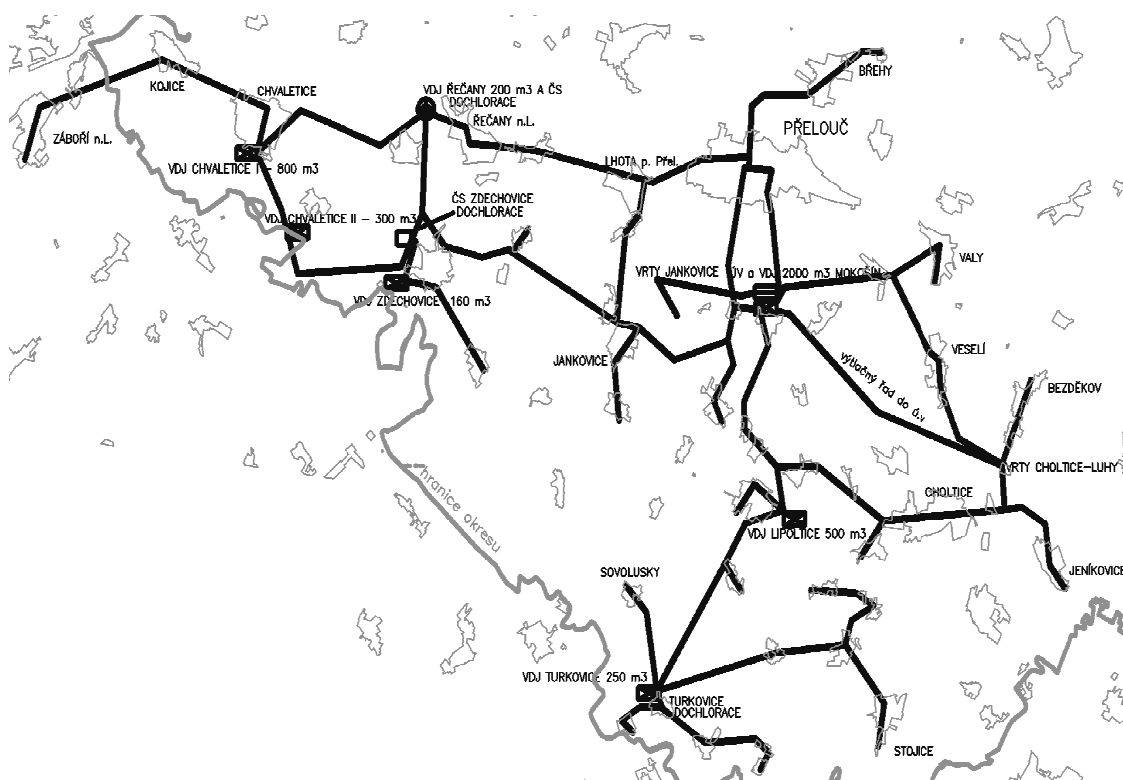 BŘEHY
KOJICE
CHVALETICE
VDJ ŘEČANY 200 m3 A ČS
DOCHLORACE
ŘEČANY n.L.
PŘELOUČ
ZÁBOŘÍ n.L.
VDJ CHVALETICE I - 800 m3
LHOTA p. Přel.
ČS ZDECHOVICE
DOCHLORACE
VDJ CHVALETICE II - 300 m3
VALY
VRTY JANKOVICE
ÚV a VDJ 2000 m3 MOKOŠÍN
VDJ ZDECHOVICE 160 m3
JANKOVICE
VESELÍ
výtlačný řad do ú.v
BEZDĚKOV
VRTY CHOLTICE-LUHY
CHOLTICE
hranice okresu
VDJ LIPOLTICE 500 m3
SOVOLUSKY
JENÍKOVICE
VDJ TURKOVICE 250 m3
TURKOVICE
DOCHLORACE
STOJICE